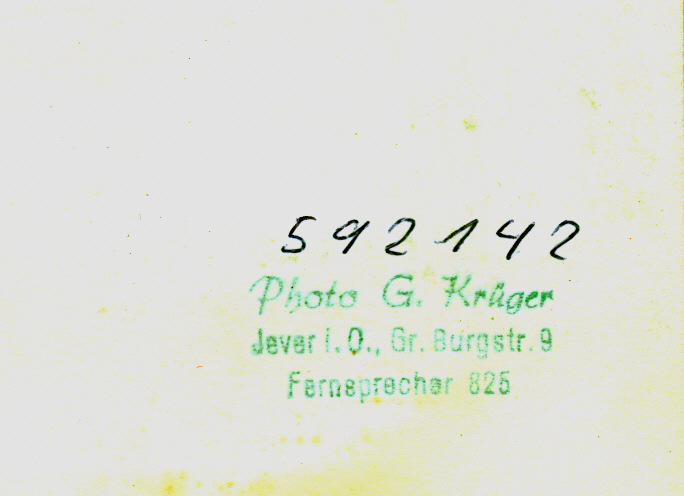 592142
Photo G. Krüger
Jever i. O., Gr. Burgstr. 9
Fernsprecher 825